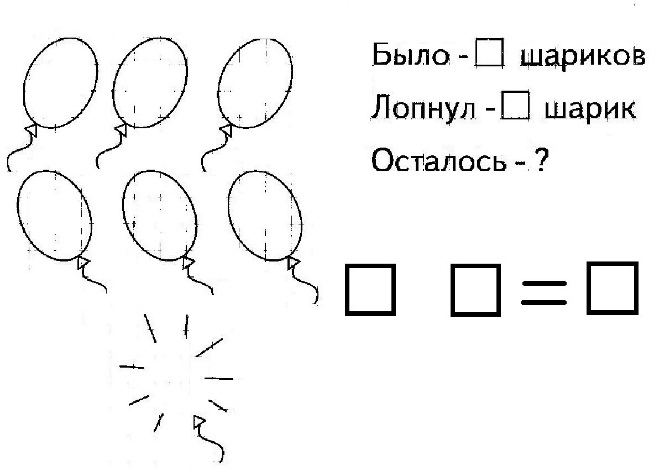 Было - □ шариков
Лопнул - □ шарик
Осталось - ?
□ □ = □